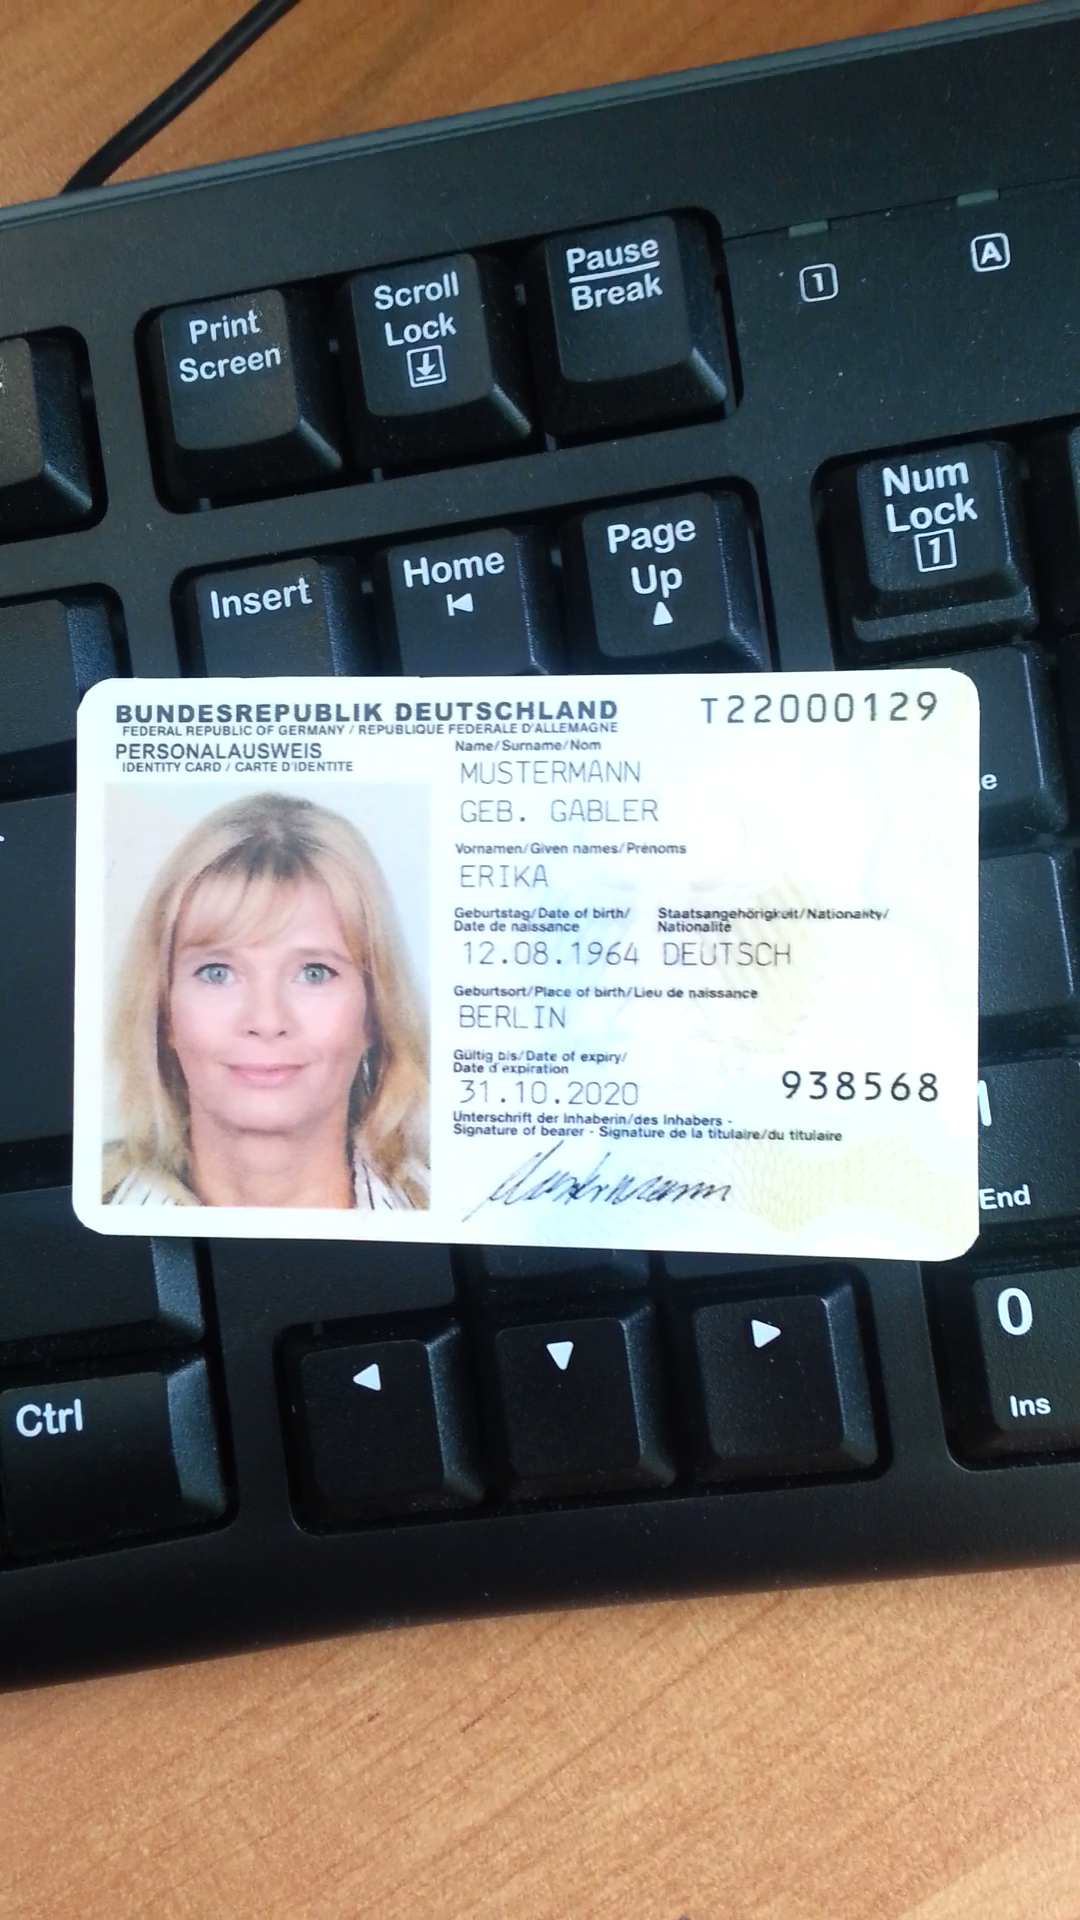 Print
Screen
Scroll
Lock
Pause
Break
1
A
Insert
Home
Page
Up
Num
Lock
1
BUNDESREPUBLIK DEUTSCHLAND
FEDERAL REPUBLIC OF GERMANY / REPUBLIQUE FEDERALE D'ALLEMAGNE
PERSONALAUSWEIS
IDENTITY CARD / CARTE D'IDENTITE
T22000129
Name/Surname/Nom
MUSTERMANN
GEB. GABLER
Vornamen/Given names/Prénoms
ERIKA
Geburtstag/Date of birth/
Date de naissance
12.08.1964
Staatsangehörigkeit/Nationality/
Nationalité
DEUTSCH
Geburtsort/Place of birth/Lieu de naissance
BERLIN
Gültig bis/Date of expiry/
Date d'expiration
31.10.2020
938568
Unterschrift der Inhaberin/des Inhabers -
Signature of bearer - Signature de la titulaire/du titulaire
Mustermann
End
Ctrl
0
Ins